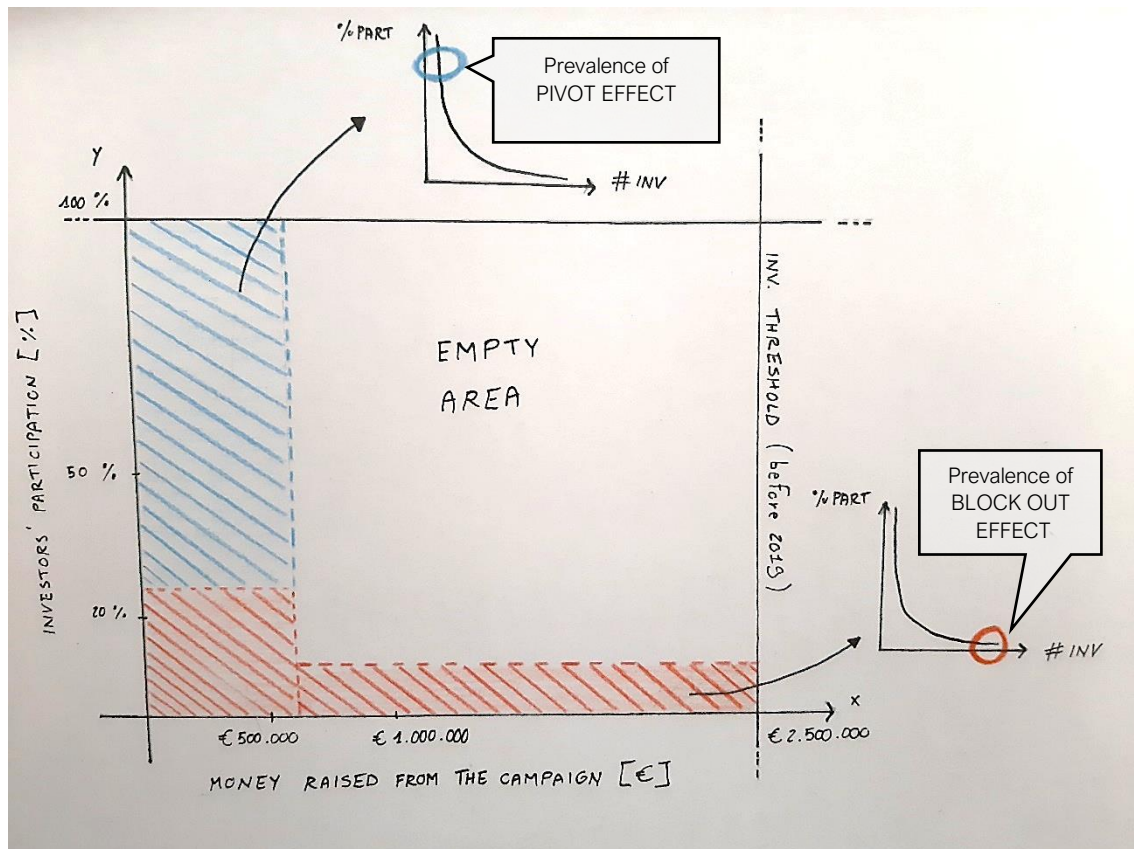 % PART
Prevalence of
PIVOT EFFECT
# INV
Y
100 %
INVESTORS' PARTICIPATION [%]
EMPTY
AREA
INV. THRESHOLD (before 2019)
50 %
20 %
% PART
Prevalence of
BLOCK OUT
EFFECT
# INV
X
€ 500.000
€ 1.000.000
€ 2.500.000
MONEY RAISED FROM THE CAMPAIGN [€]